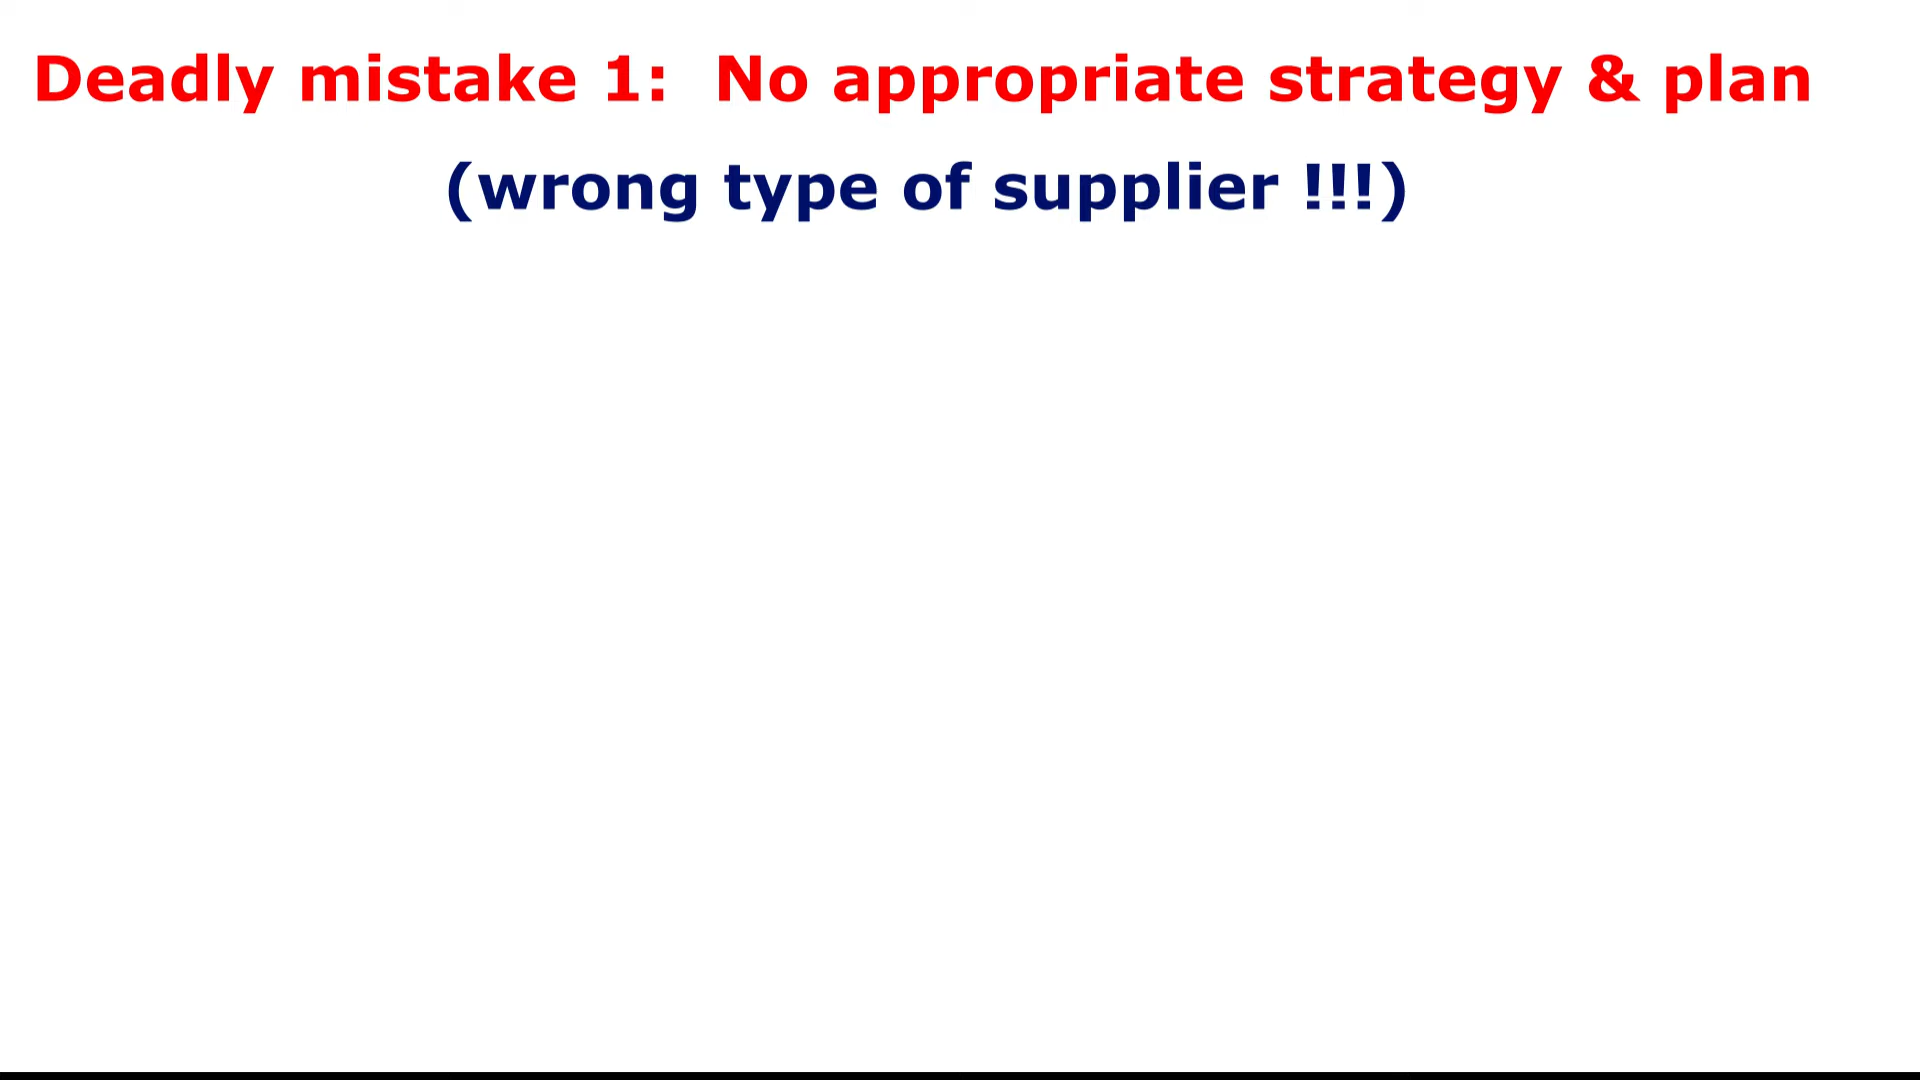 Deadly mistake 1:  No appropriate strategy & plan
(wrong type of supplier !!!)